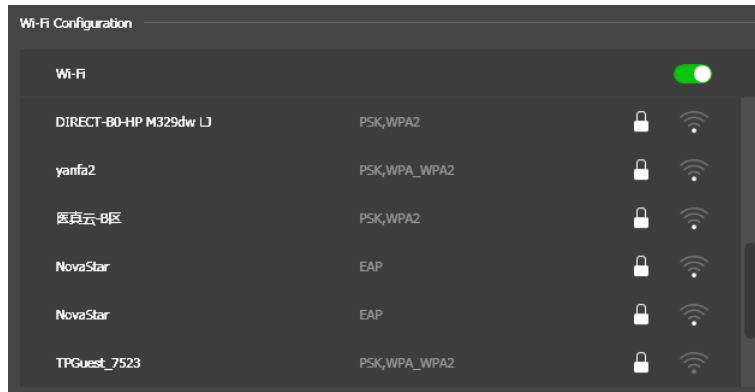 Wi-Fi Configuration
Wi-Fi
DIRECT-B0-HP M329dw LJ PSK,WPA2
yanfa2 PSK,WPA_WPA2
医真云-B区 PSK,WPA2
NovaStar EAP
NovaStar EAP
TPGuest_7523 PSK,WPA_WPA2